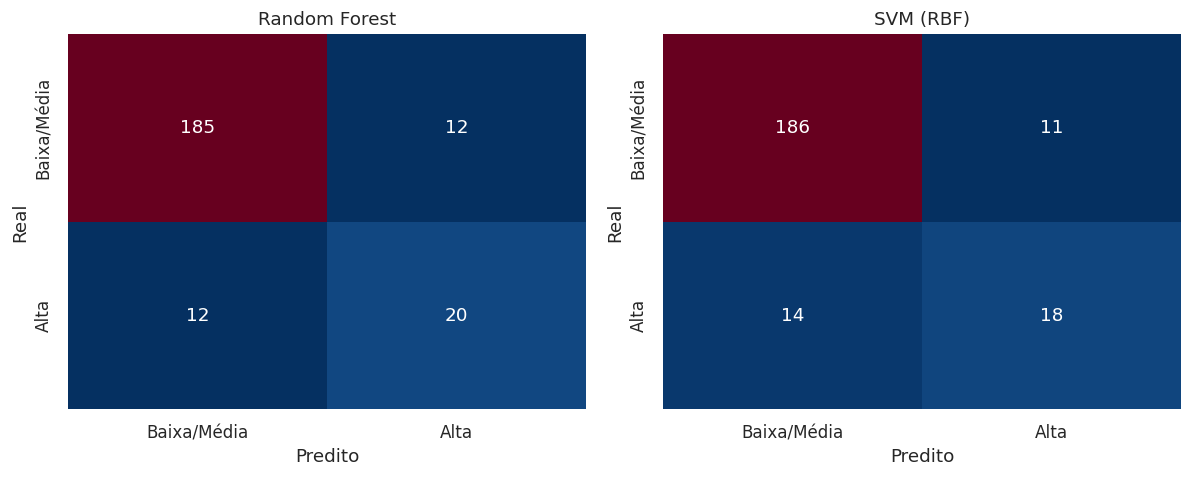 Random Forest
Baixa/Média
185
12
Real
Alta
12
20
Baixa/Média
Alta
Predito
SVM (RBF)
Baixa/Média
186
11
Real
Alta
14
18
Baixa/Média
Alta
Predito